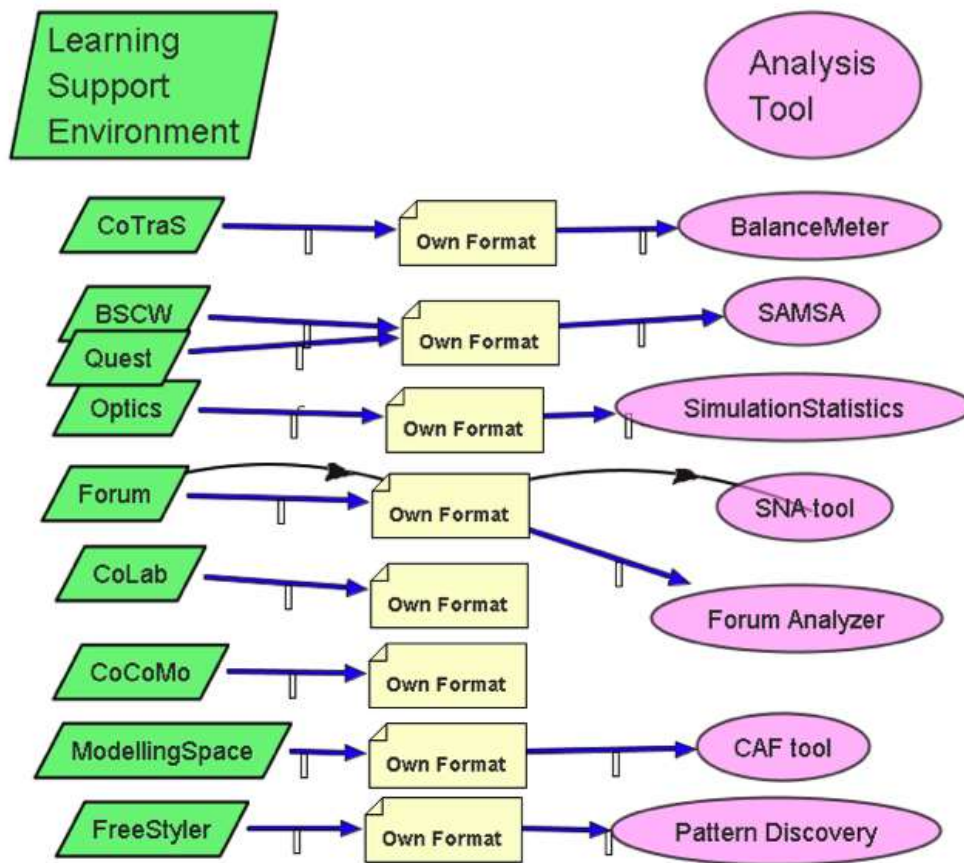 Learning
Support
Environment
Analysis
Tool
CoTraS
Own Format
BalanceMeter
BSCW
Quest
Own Format
SAMSA
Optics
Own Format
SimulationStatistics
Forum
Own Format
SNA tool
Forum Analyzer
CoLab
Own Format
CoCoMo
Own Format
ModellingSpace
Own Format
CAF tool
FreeStyler
Own Format
Pattern Discovery